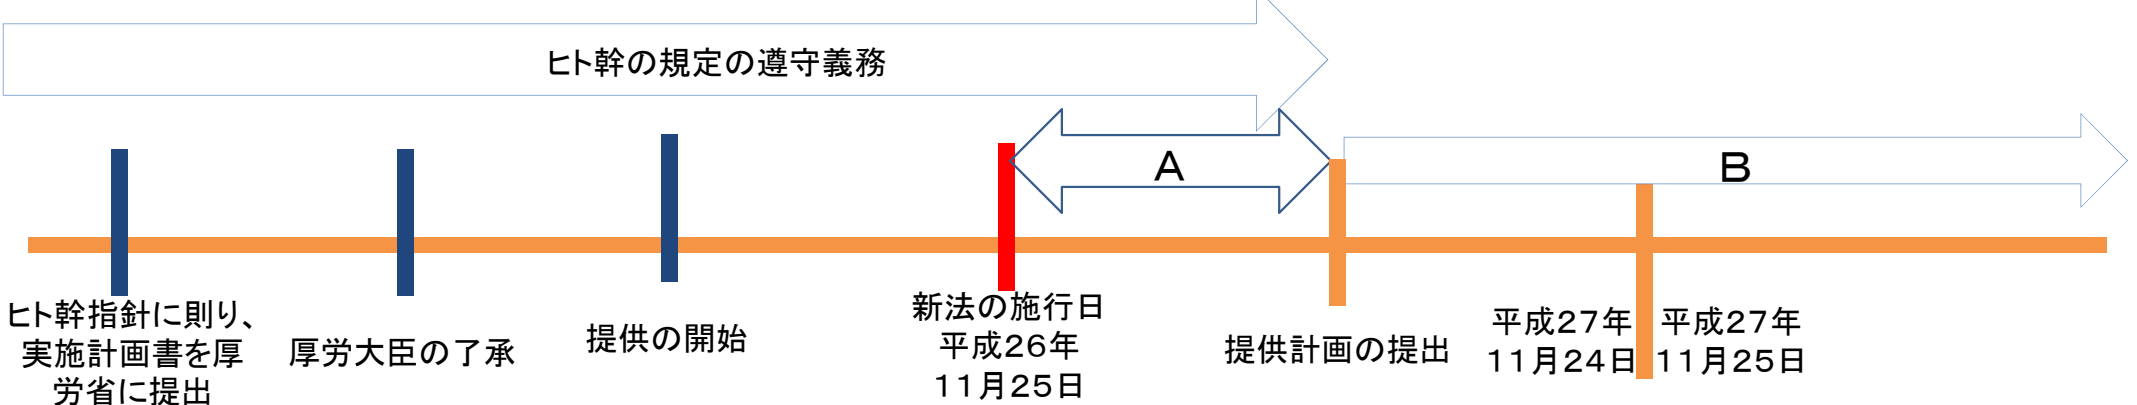 ヒト幹の規定の遵守義務
A
B
ヒト幹指針に則り、
実施計画書を厚
労省に提出
厚労大臣の了承
提供の開始
新法の施行日
平成26年
11月25日
提供計画の提出
平成27年
11月24日
平成27年
11月25日